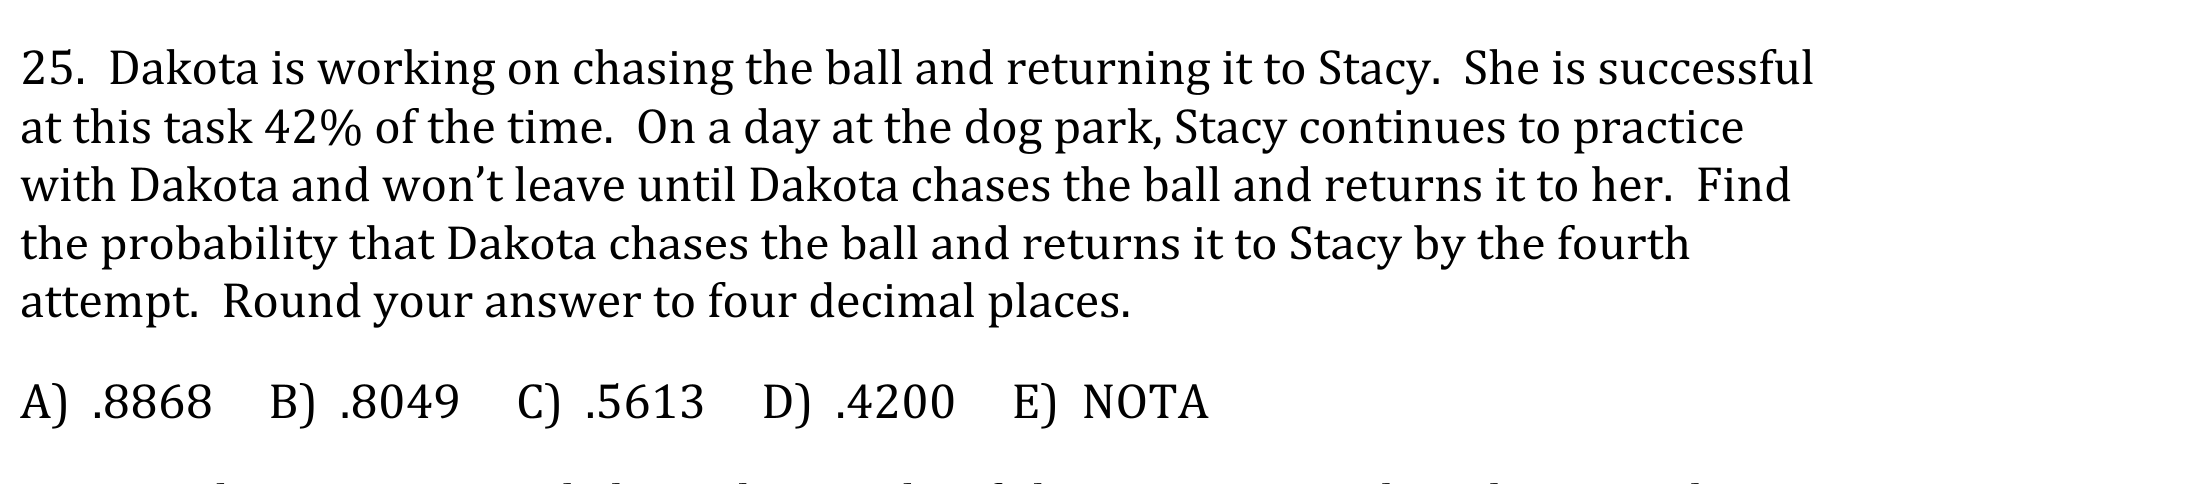 25.  Dakota is working on chasing the ball and returning it to Stacy.  She is successful
at this task 42% of the time.  On a day at the dog park, Stacy continues to practice
with Dakota and won’t leave until Dakota chases the ball and returns it to her.  Find
the probability that Dakota chases the ball and returns it to Stacy by the fourth
attempt.  Round your answer to four decimal places.
A)  .8868    B)  .8049    C)  .5613    D)  .4200    E)  NOTA